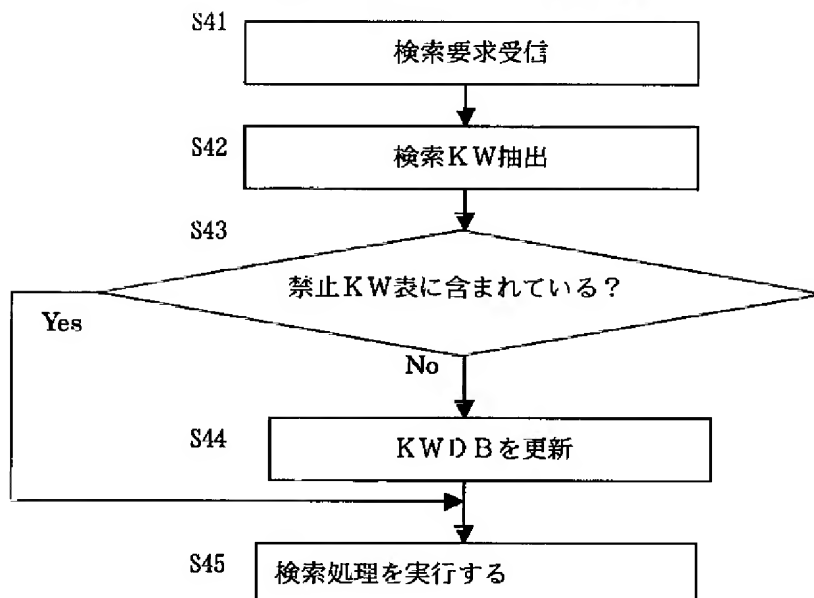 S41
検索要求受信
S42
検索KW抽出
S43
禁止KW表に含まれている？
Yes
No
S44
KWDBを更新
S45
検索処理を実行する